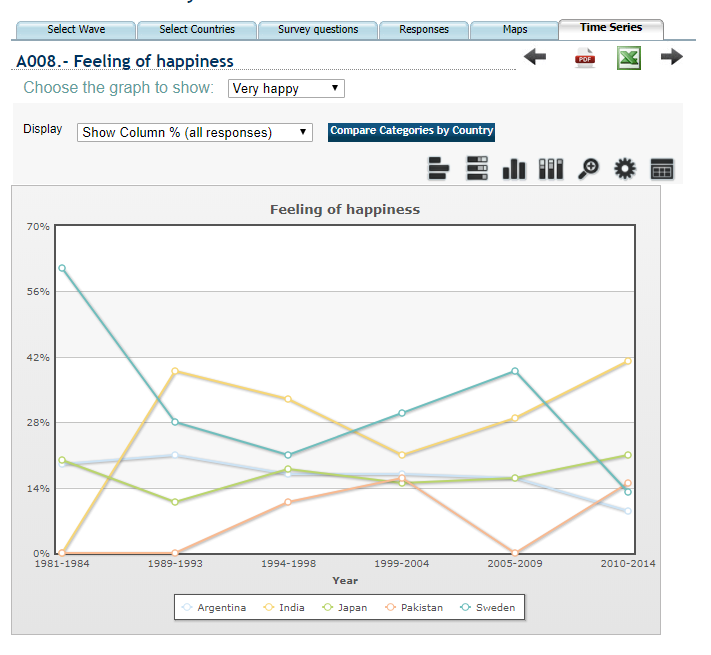 Select Wave Select Countries Survey questions Responses Maps Time Series
A008.- Feeling of happiness
PDF
Choose the graph to show: Very happy
Display Show Column % (all responses) Compare Categories by Country
Feeling of happiness
70%
56%
42%
28%
14%
0%
1981-1984 1989-1993 1994-1998 1999-2004 2005-2009 2010-2014
Year
Argentina India Japan Pakistan Sweden